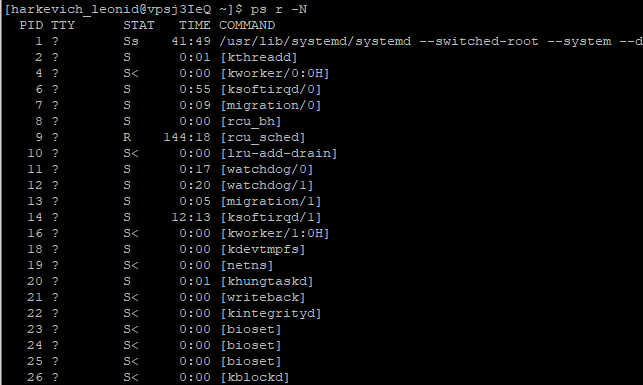 [harkevich_leonid@vpsj3IeQ ~]$ ps r -N
PID TTY STAT TIME COMMAND
1 ? Ss 41:49 /usr/lib/systemd/systemd --switched-root --system --d
2 ? S 0:01 [kthreadd]
4 ? S< 0:00 [kworker/0:0H]
6 ? S 0:55 [ksoftirqd/0]
7 ? S 0:09 [migration/0]
8 ? S 0:00 [rcu_bh]
9 ? R 144:18 [rcu_sched]
10 ? S< 0:00 [lru-add-drain]
11 ? S 0:17 [watchdog/0]
12 ? S 0:20 [watchdog/1]
13 ? S 0:05 [migration/1]
14 ? S 12:13 [ksoftirqd/1]
16 ? S< 0:00 [kworker/1:0H]
18 ? S 0:00 [kdevtmpfs]
19 ? S< 0:00 [netns]
20 ? S 0:01 [khungtaskd]
21 ? S< 0:00 [writeback]
22 ? S< 0:00 [kintegrityd]
23 ? S< 0:00 [bioset]
24 ? S< 0:00 [bioset]
25 ? S< 0:00 [bioset]
26 ? S< 0:00 [kblockd]